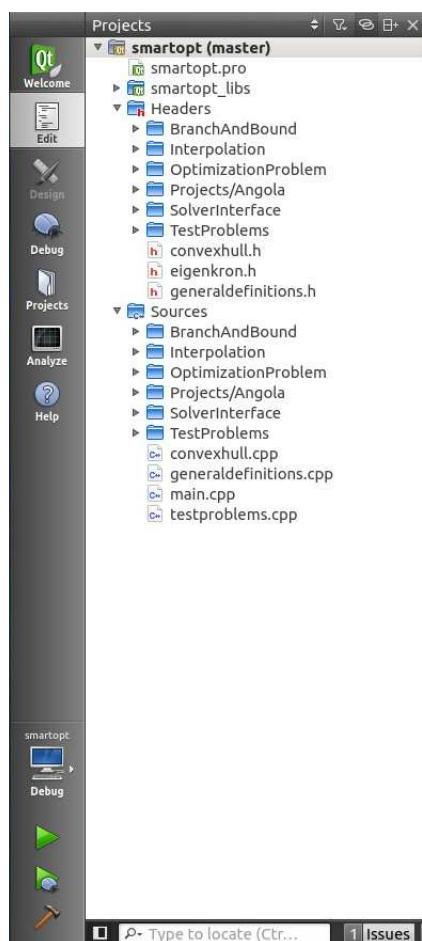 Projects
smartopt (master)
smartopt.pro
smartopt_libs
Headers
BranchAndBound
Interpolation
OptimizationProblem
Projects/Angola
SolverInterface
TestProblems
convexhull.h
eigenkron.h
generaldefinitions.h
Sources
BranchAndBound
Interpolation
OptimizationProblem
Projects/Angola
SolverInterface
TestProblems
convexhull.cpp
generaldefinitions.cpp
main.cpp
testproblems.cpp
Qt
Welcome
Edit
Design
Debug
Projects
Analyze
Help
smartopt
Debug
Type to locate (Ctr...
1 Issues